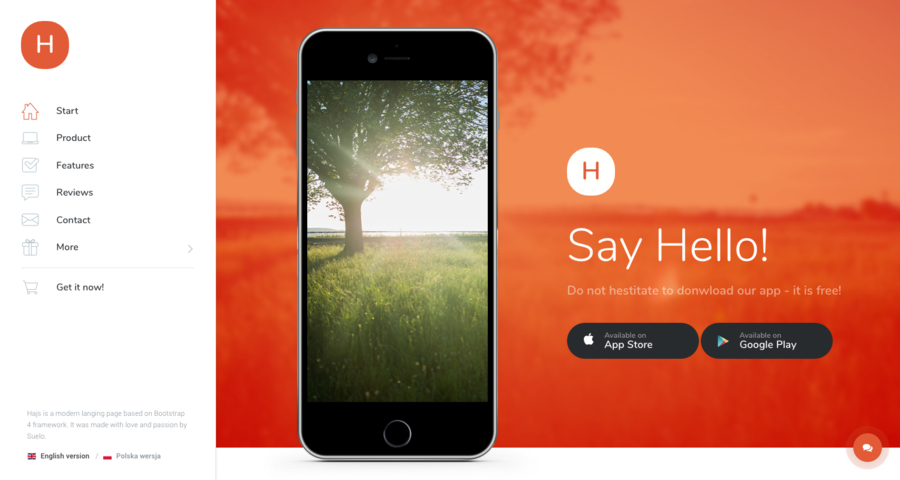 H
Start
Product
Features
Reviews
Contact
More
Get it now!
Hajs is a modern langing page based on Bootstrap
4 framework. It was made with love and passion by
Suelo.
English version / Polska wersja
H
Say Hello!
Do not hestitate to donwload our app - it is free!
Available on
App Store
Available on
Google Play